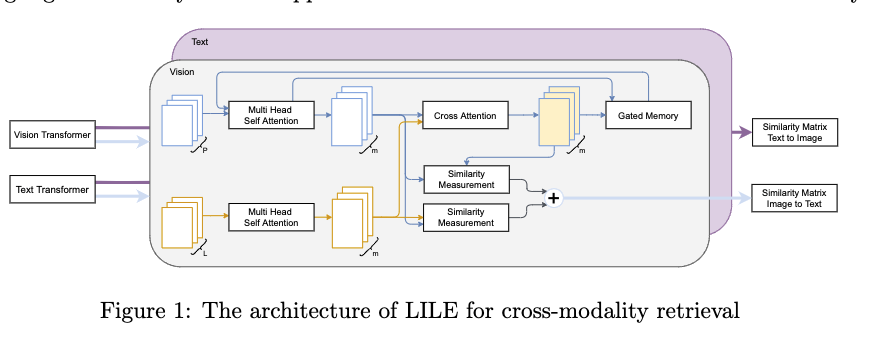 Text
Vision
Multi Head
Self Attention
Cross Attention
Gated Memory
P
m
m
Vision Transformer
Similarity Matrix
Text to Image
Similarity
Measurement
Text Transformer
+
Similarity Matrix
Image to Text
Multi Head
Self Attention
Similarity
Measurement
L
m
Figure 1: The architecture of LILE for cross-modality retrieval